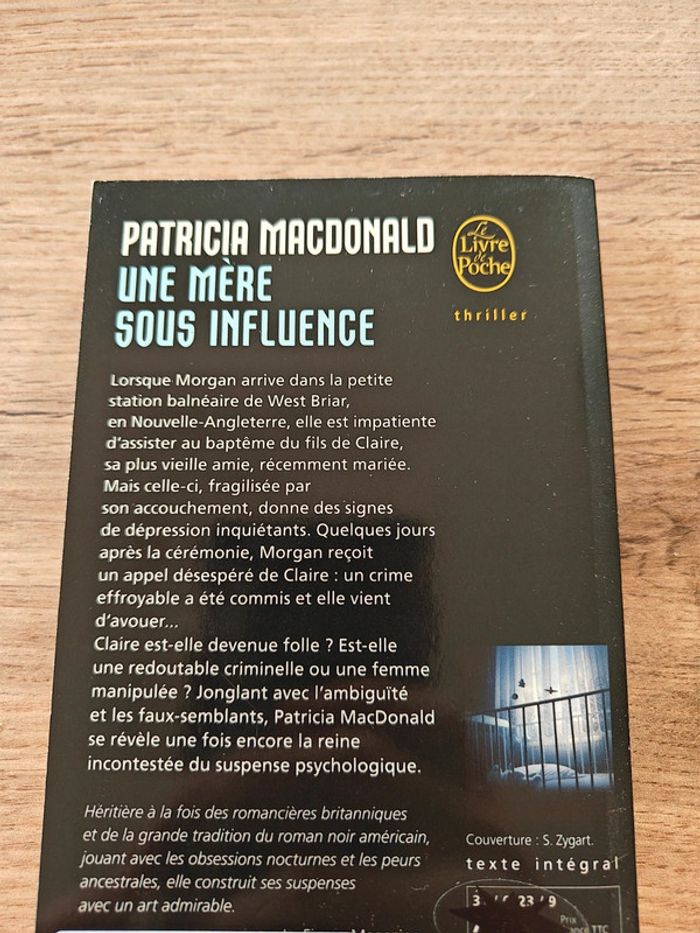 PATRICIA MACDONALD
UNE MÈRE
SOUS INFLUENCE
Le
Livre
de
Poche
thriller
Lorsque Morgan arrive dans la petite
station balnéaire de West Briar,
en Nouvelle-Angleterre, elle est impatiente
d'assister au baptême du fils de Claire,
sa plus vieille amie, récemment mariée.
Mais celle-ci, fragilisée par
son accouchement, donne des signes
de dépression inquiétants. Quelques jours
après la cérémonie, Morgan reçoit
un appel désespéré de Claire : un crime
effroyable a été commis et elle vient
d'avouer...
Claire est-elle devenue folle ? Est-elle
une redoutable criminelle ou une femme
manipulée ? Jonglant avec l'ambiguïté
et les faux-semblants, Patricia MacDonald
se révèle une fois encore la reine
incontestée du suspense psychologique.
Héritière à la fois des romancières britanniques
et de la grande tradition du roman noir américain,
jouant avec les obsessions nocturnes et les peurs
ancestrales, elle construit ses suspenses
avec un art admirable.
Couverture : S. Zygart.
texte intégral
23 / 9
Prix
TTC